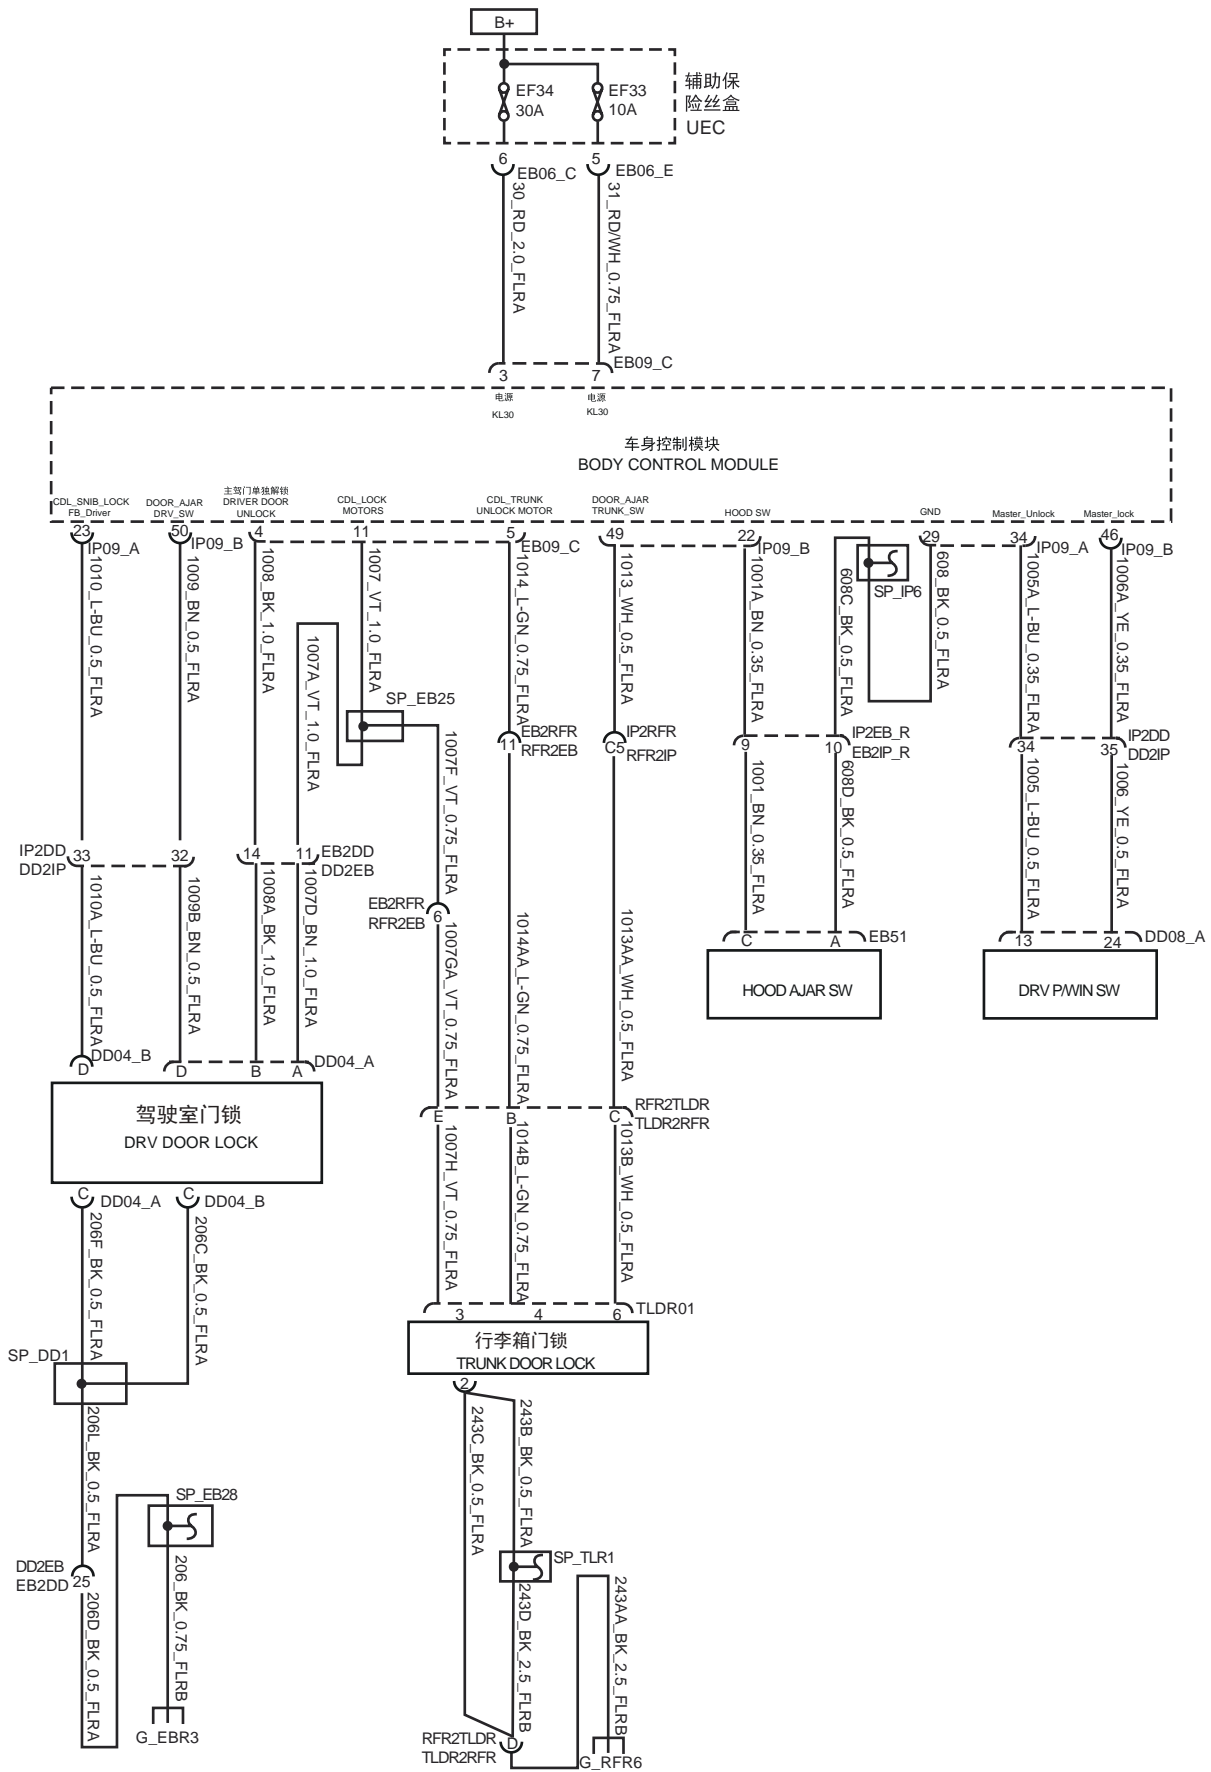 B+
EF34
30A
EF33
10A
辅助保
险丝盒
UEC
6
EB06_C
5
EB06_E
30_RD_2.0_FLRA
31_RD/WH_0.75_FLRA
EB09_C
3
7
电源
KL30
电源
KL30
车身控制模块
BODY CONTROL MODULE
CDL_SNIB_LOCK
FB_Driver
DOOR_AJAR
DRV_SW
主驾门单独解锁
DRIVER DOOR
UNLOCK
CDL_LOCK
MOTORS
CDL_TRUNK
UNLOCK MOTOR
DOOR_AJAR
TRUNK_SW
HOOD SW
GND
Master_Unlock
Master_lock
23
IP09_A
50
IP09_B
4
11
5
EB09_C
49
22
IP09_B
29
34
IP09_A
46
IP09_B
SP_IP6
1010_L-BU_0.5_FLRA
1009_BN_0.5_FLRA
1008_BK_1.0_FLRA
1007A_VT_1.0_FLRA
1007_VT_1.0_FLRA
1014_L-GN_0.75_FLRA
1013_WH_0.5_FLRA
1001A_BN_0.35_FLRA
608C_BK_0.5_FLRA
608_BK_0.5_FLRA
1005A_L-BU_0.35_FLRA
1006A_YE_0.35_FLRA
SP_EB25
1007F_VT_0.75_FLRA
11
EB2RFR
RFR2EB
C5
IP2RFR
RFR2IP
9
10
IP2EB_R
EB2IP_R
34
35
IP2DD
DD2IP
1001_BN_0.35_FLRA
608D_BK_0.5_FLRA
1005_L-BU_0.5_FLRA
1006_YE_0.5_FLRA
IP2DD
DD2IP
33
32
14
11
EB2DD
DD2EB
EB2RFR
RFR2EB
6
1010A_L-BU_0.5_FLRA
1009B_BN_0.5_FLRA
1008A_BK_1.0_FLRA
1007D_BN_1.0_FLRA
1007GA_VT_0.75_FLRA
1014AA_L-GN_0.75_FLRA
1013AA_WH_0.5_FLRA
C
A
EB51
HOOD AJAR SW
13
24
DD08_A
DRV P/WIN SW
D
DD04_B
D
B
A
DD04_A
驾驶室门锁
DRV DOOR LOCK
E
B
C
RFR2TLDR
TLDR2RFR
1007H_VT_0.75_FLRA
1014B_L-GN_0.75_FLRA
1013B_WH_0.5_FLRA
C
DD04_A
C
DD04_B
206F_BK_0.5_FLRA
206C_BK_0.5_FLRA
3
4
6
TLDR01
行李箱门锁
TRUNK DOOR LOCK
2
SP_DD1
206L_BK_0.5_FLRA
243C_BK_0.5_FLRA
243B_BK_0.5_FLRA
SP_EB28
SP_TLR1
DD2EB
EB2DD
25
206D_BK_0.5_FLRA
206_BK_0.75_FLRB
243D_BK_2.5_FLRB
243AA_BK_2.5_FLRB
G_EBR3
RFR2TLDR
TLDR2RFR
D
G_RFR6